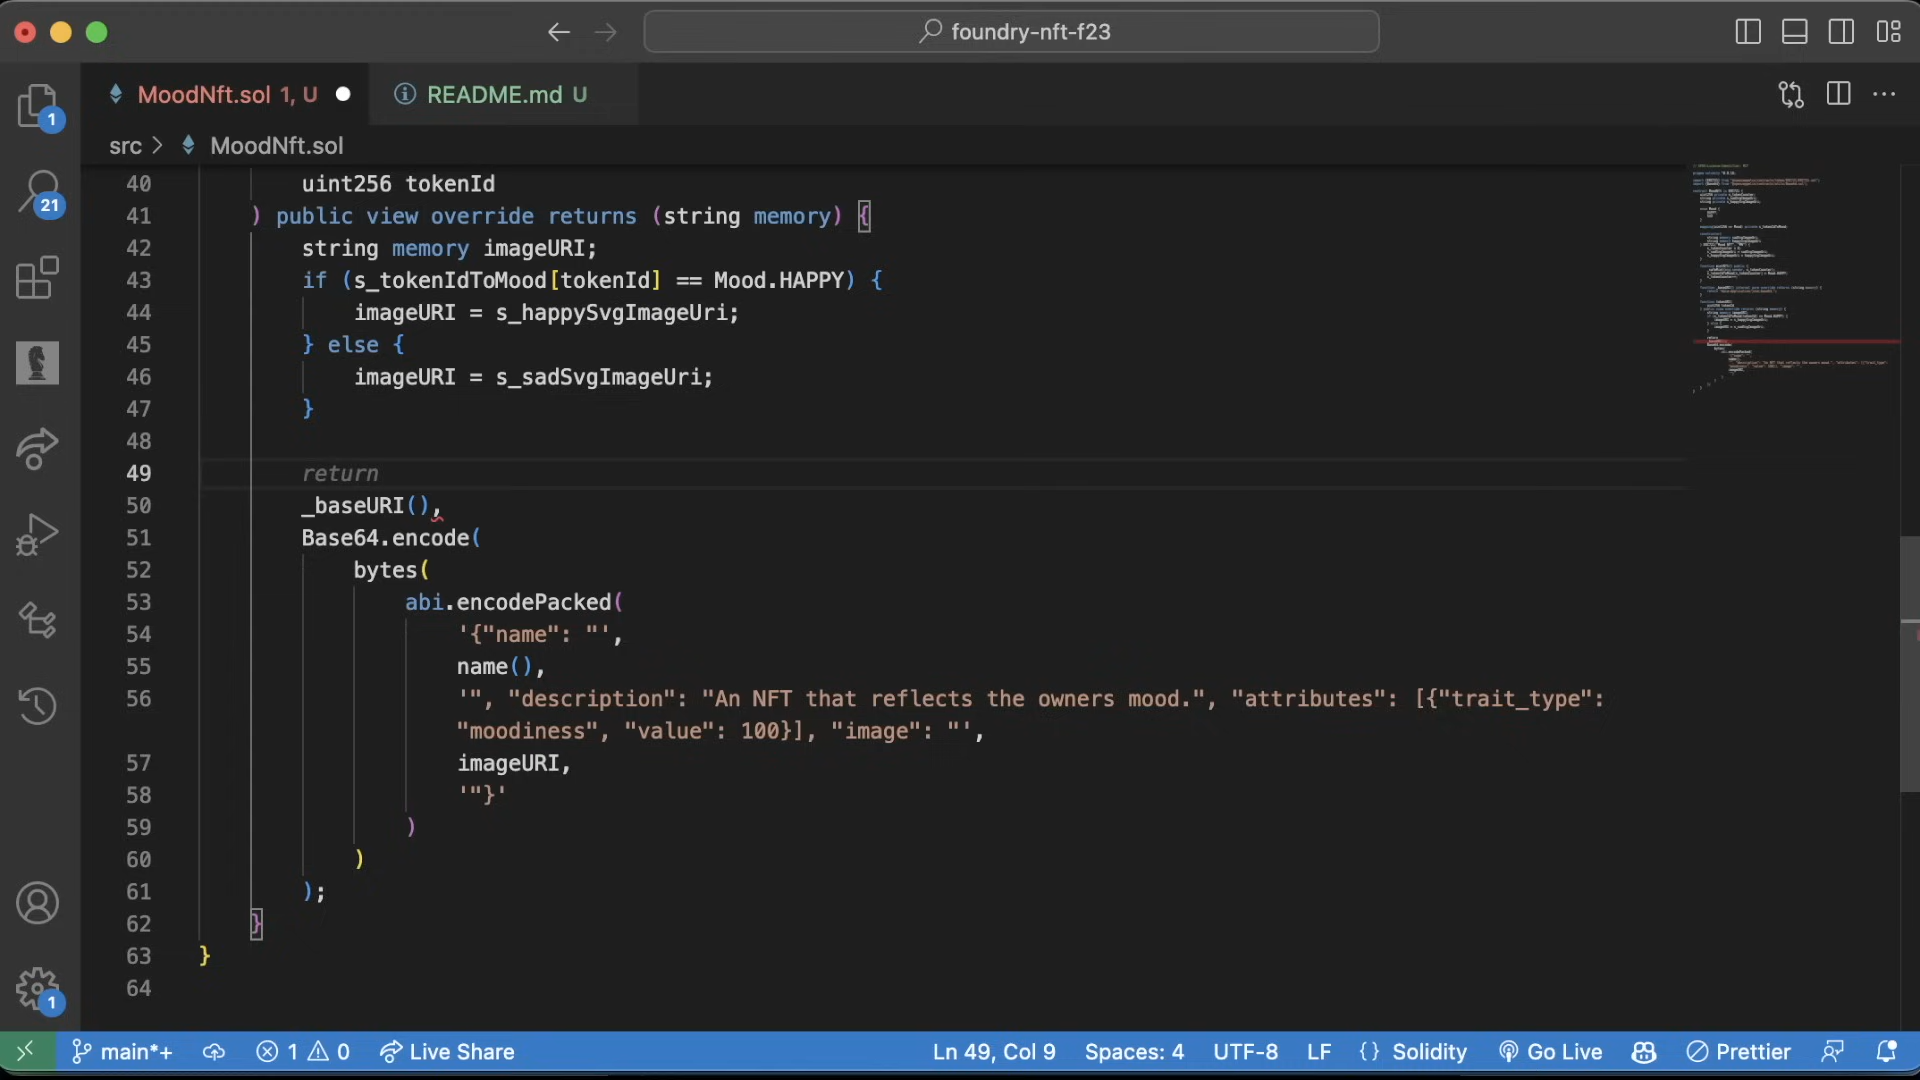 foundry-nft-f23
MoodNft.sol 1, U
README.md U
1
src > MoodNft.sol
21
40 uint256 tokenId
41 ) public view override returns (string memory) {
42 string memory imageURI;
43 if (s_tokenIdToMood[tokenId] == Mood.HAPPY) {
44 imageURI = s_happySvgImageUri;
45 } else {
46 imageURI = s_sadSvgImageUri;
47 }
48
49 return
50 _baseURI(),
51 Base64.encode(
52 bytes(
53 abi.encodePacked(
54 '{"name": "',
55 name(),
56 '", "description": "An NFT that reflects the owners mood.", "attributes": [{"trait_type":
"moodiness", "value": 100}], "image": "',
57 imageURI,
58 '"}'
59 )
60 )
61 );
62 }
63 }
64
1
main*+ 1 0 Live Share Ln 49, Col 9 Spaces: 4 UTF-8 LF {} Solidity Go Live Prettier